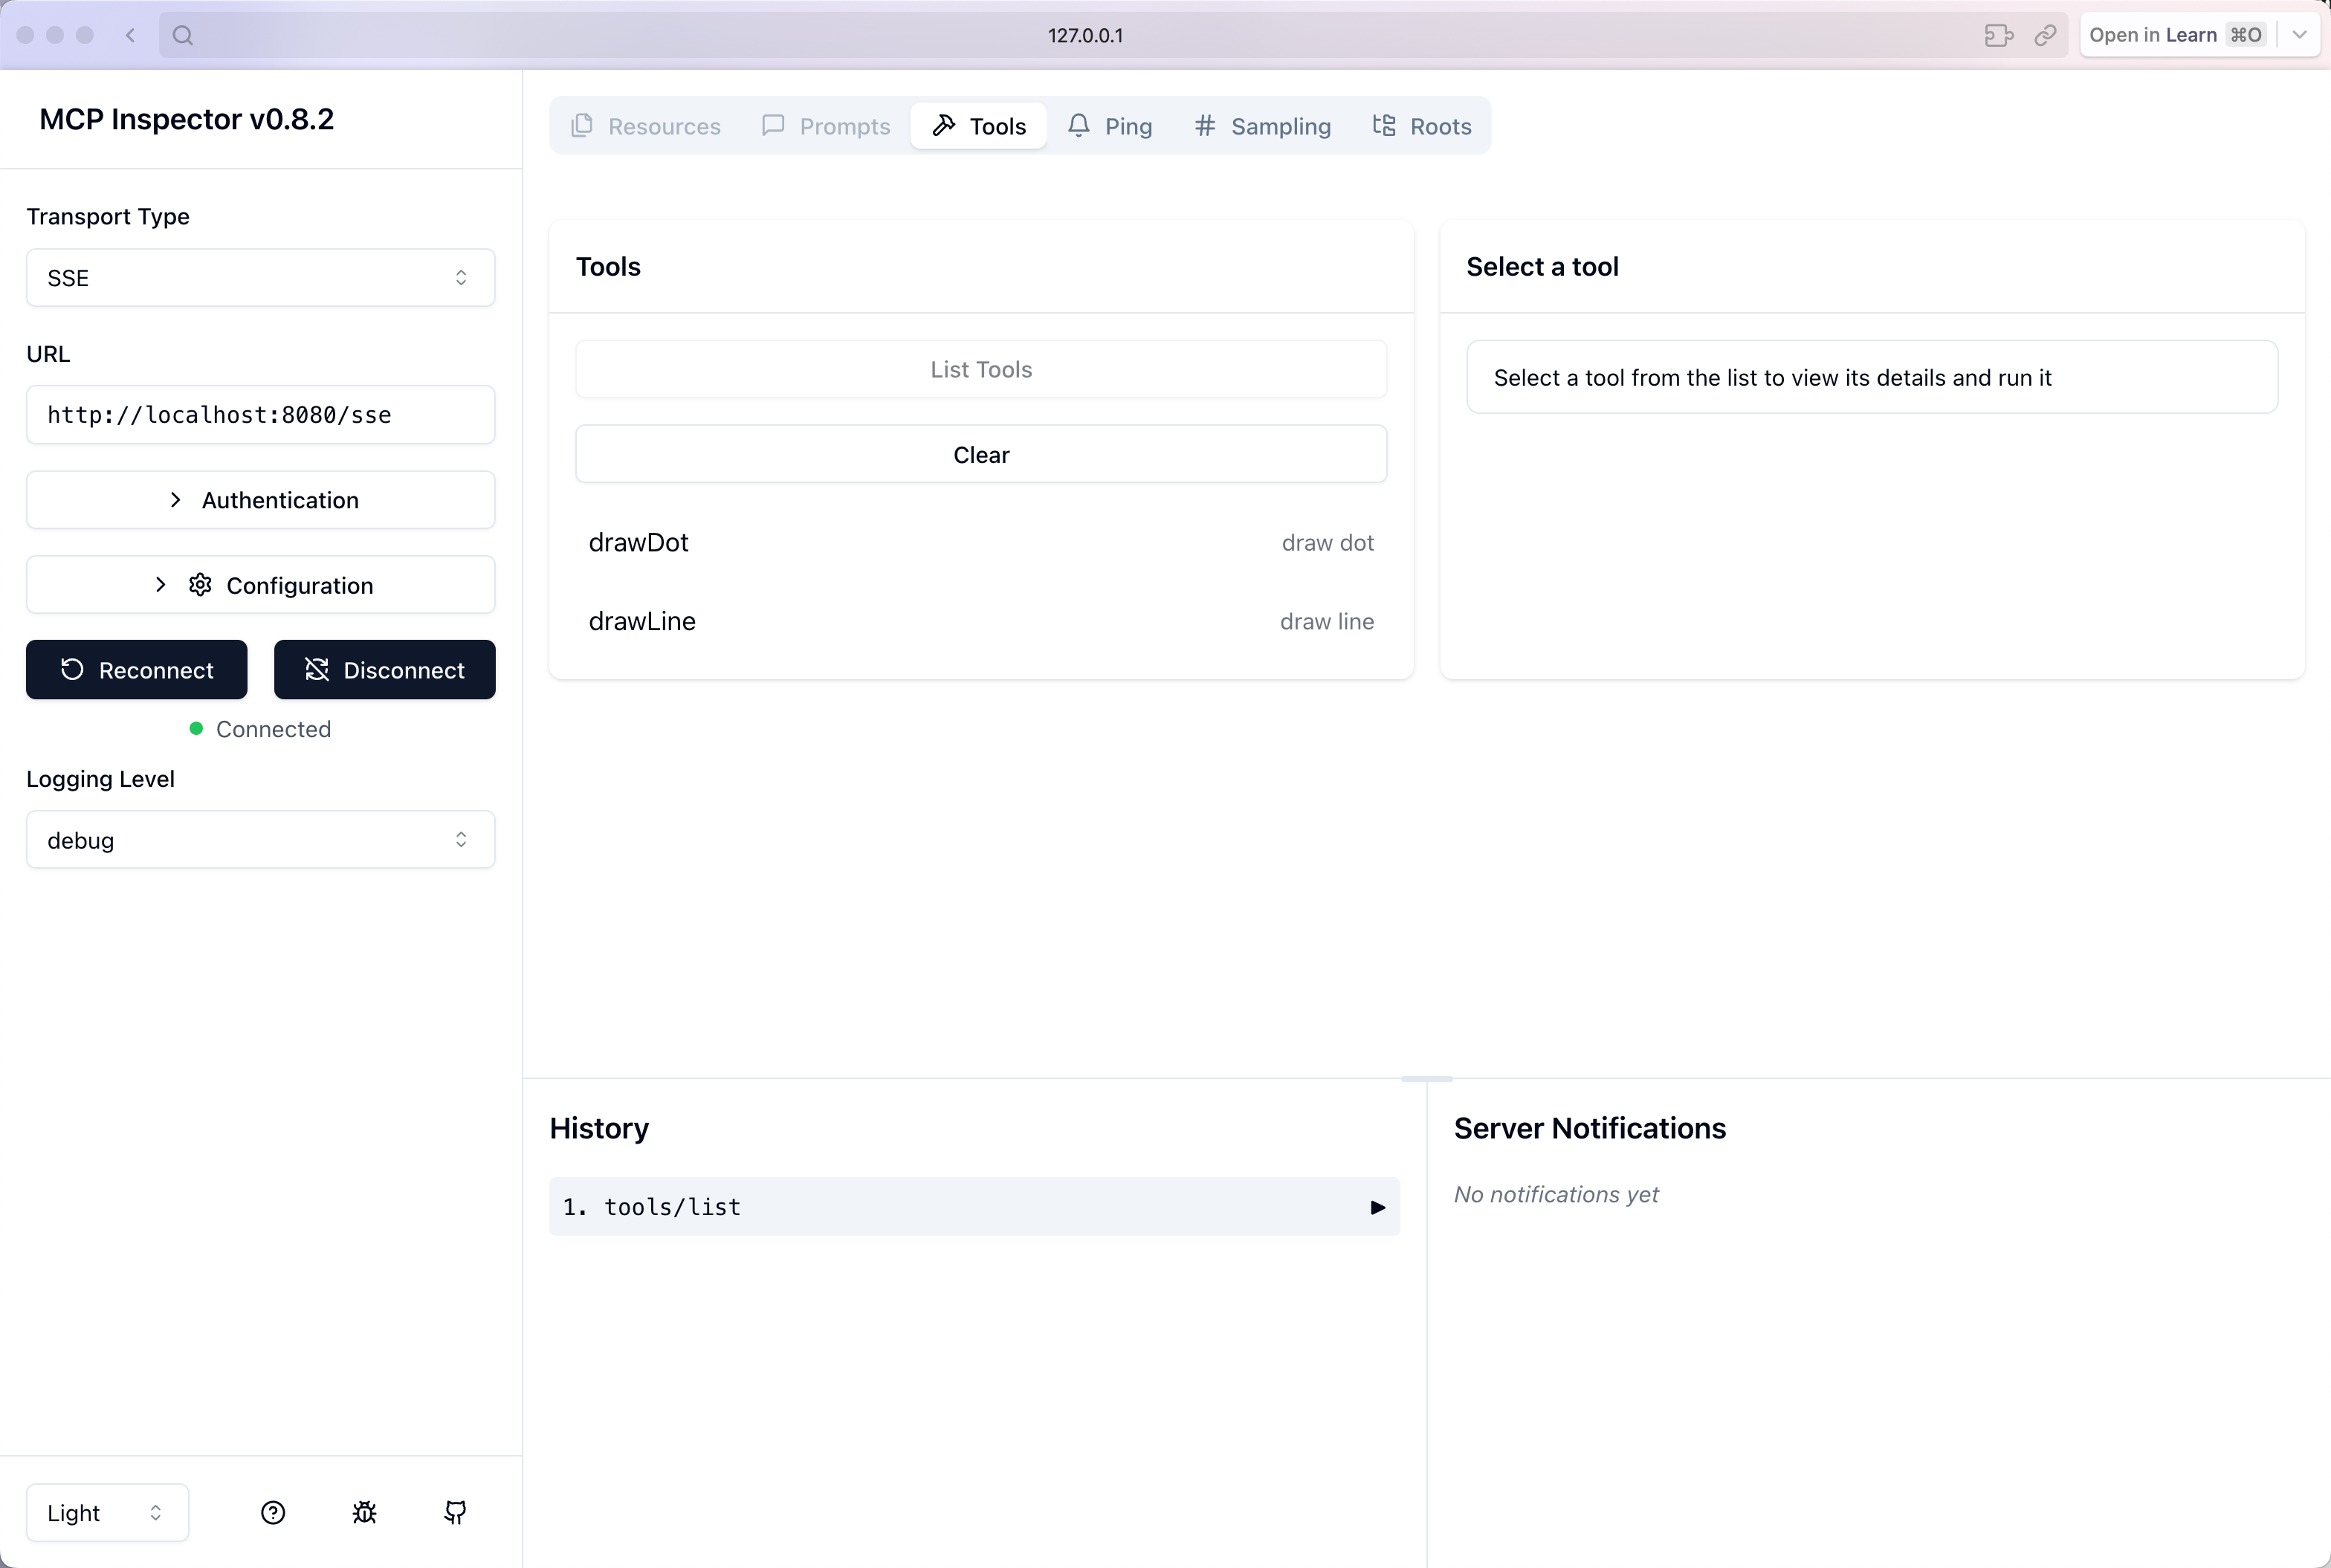 127.0.0.1
Open in Learn ⌘O
MCP Inspector v0.8.2
Transport Type
SSE
URL
http://localhost:8080/sse
Authentication
Configuration
Reconnect
Disconnect
Connected
Logging Level
debug
Light
Resources
Prompts
Tools
Ping
Sampling
Roots
Tools
List Tools
Clear
drawDot draw dot
drawLine draw line
Select a tool
Select a tool from the list to view its details and run it
History
1. tools/list
Server Notifications
No notifications yet